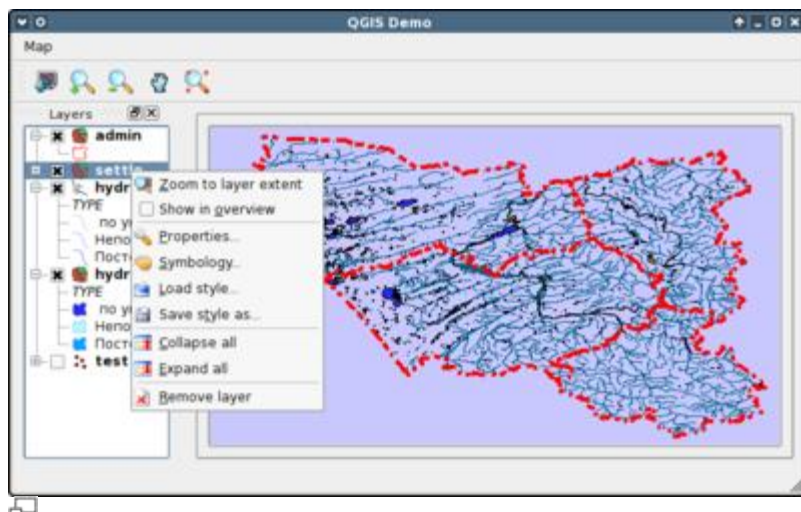 QGIS Demo
Map
Layers
admin
settle
Zoom to layer extent
hydr
Show in overview
TYPE
по у
Properties...
Непо
Symbology...
Пост
hydr
Load style...
TYPE
по у
Save style as...
Непо
Collapse all
Пост
Expand all
test
Remove layer